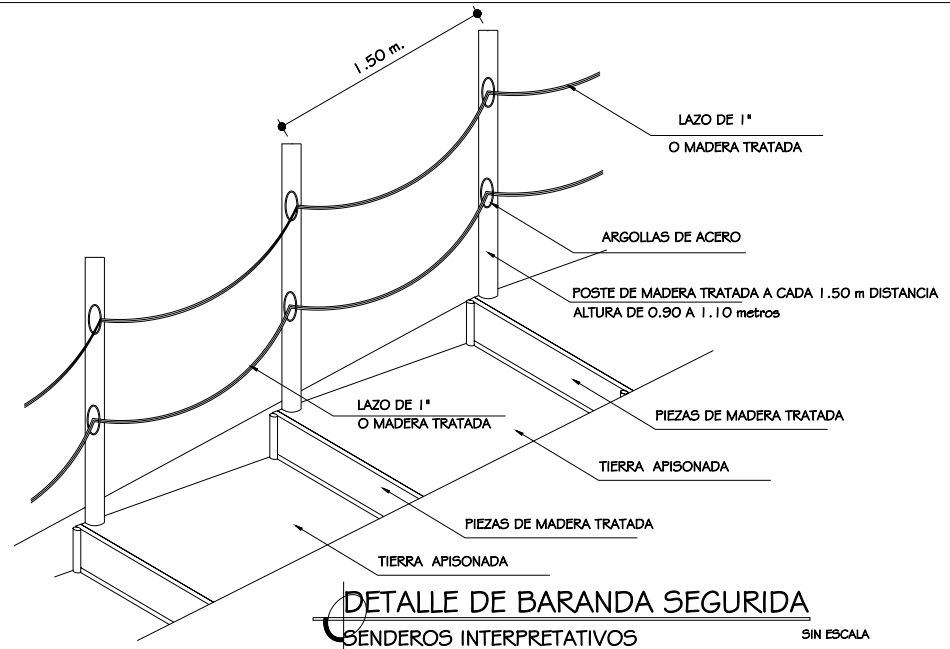 1.50 m.
LAZO DE 1"
O MADERA TRATADA
ARGOLLAS DE ACERO
POSTE DE MADERA TRATADA A CADA 1.50 m DISTANCIA
ALTURA DE 0.90 A 1.10 metros
LAZO DE 1"
O MADERA TRATADA
PIEZAS DE MADERA TRATADA
TIERRA APISONADA
PIEZAS DE MADERA TRATADA
TIERRA APISONADA
DETALLE DE BARANDA SEGURIDA
SENDEROS INTERPRETATIVOS
SIN ESCALA